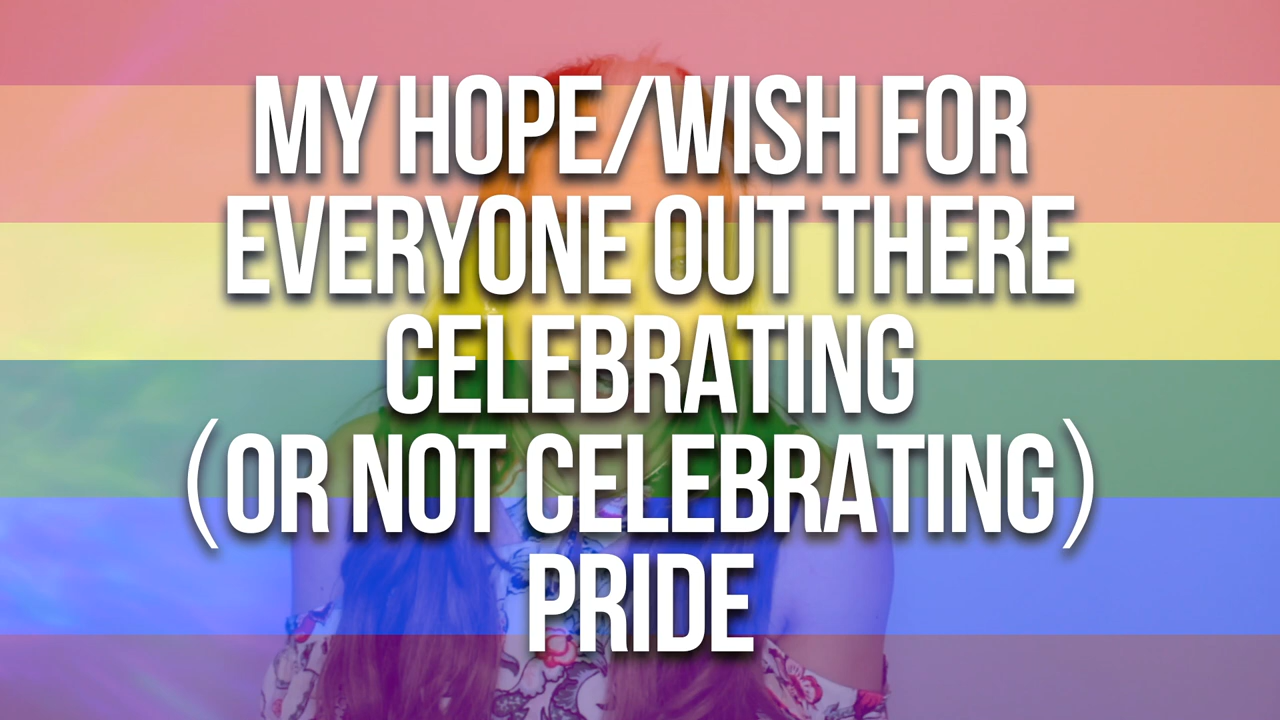 MY HOPE/WISH FOR
EVERYONE OUT THERE
CELEBRATING
(OR NOT CELEBRATING)
PRIDE